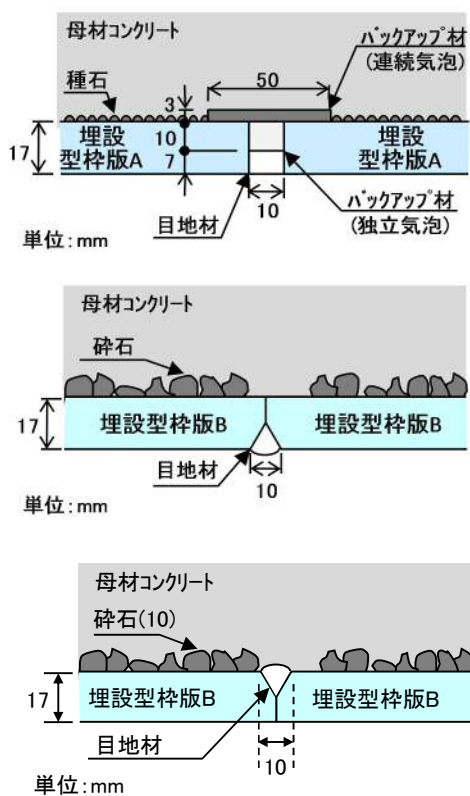 母材コンクリート
バックアップ材
(連続気泡)
種石
50
3
10
7
17
埋設
型枠版A
埋設
型枠版A
目地材
10
バックアップ材
(独立気泡)
単位:mm
母材コンクリート
砕石
17
埋設型枠版B
埋設型枠版B
目地材
10
単位:mm
母材コンクリート
砕石(10)
17
埋設型枠版B
埋設型枠版B
目地材
10
単位:mm